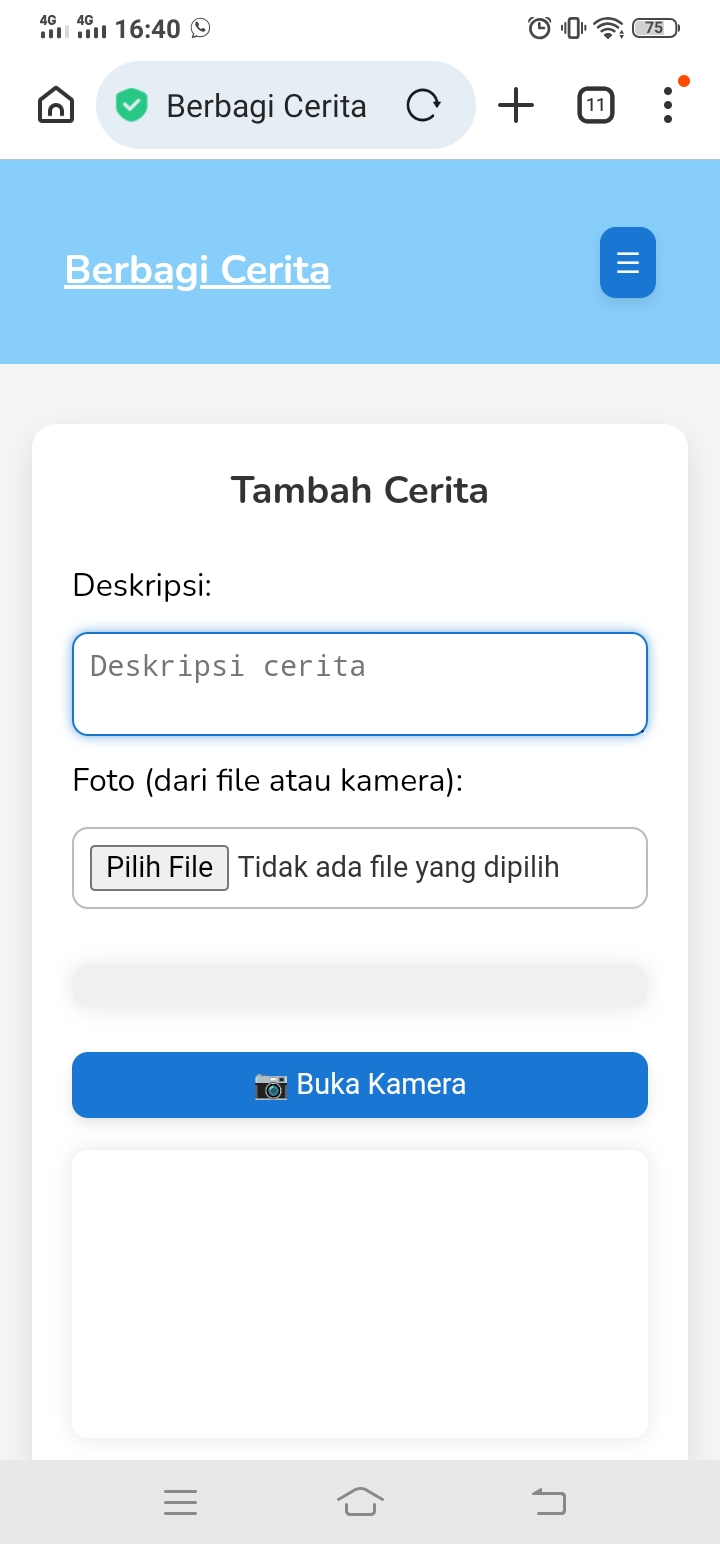 4G 4G 16:40 75
Berbagi Cerita 11
Berbagi Cerita
Tambah Cerita
Deskripsi:
Deskripsi cerita
Foto (dari file atau kamera):
Pilih File Tidak ada file yang dipilih
📷 Buka Kamera